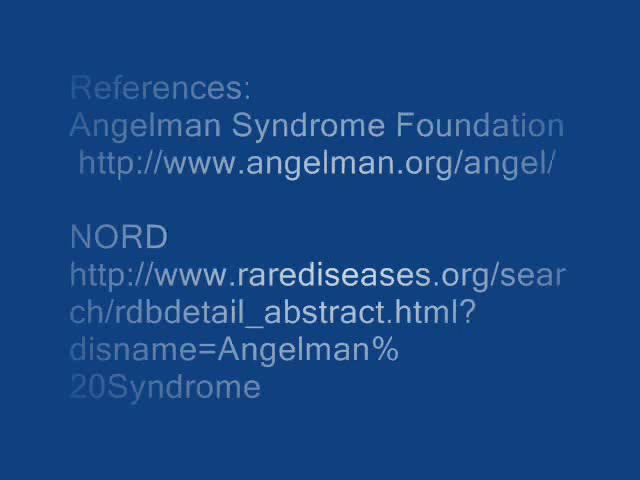 References:
Angelman Syndrome Foundation
http://www.angelman.org/angel/
NORD
http://www.rarediseases.org/sear
ch/rdbdetail_abstract.html?
disname=Angelman%
20Syndrome